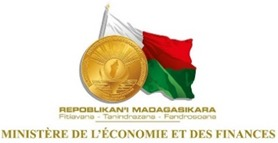 REPOBLIKAN'I MADAGASIKARA
Fitiavana - Tanindrazana - Fandrosoana
MINISTÈRE DE L'ÉCONOMIE ET DES FINANCES